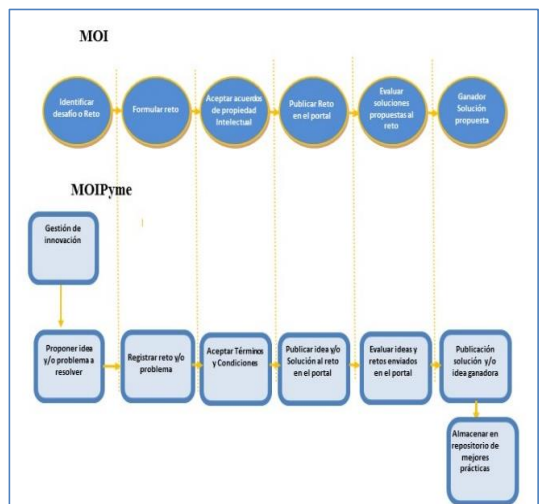 MOI
Identificar
desafío o Reto
Formular reto
Aceptar acuerdos
de propiedad
Intelectual
Publicar Reto
en el portal
Evaluar
soluciones
propuestas al
reto
Ganador
Solución
propuesta
MOIPyme
Gestión de
innovación
Proponer idea
y/o problema a
resolver
Registrar reto y/o
problema
Aceptar Términos
y Condiciones
Publicar idea y/o
Solución al reto
en el portal
Evaluar ideas y
retos enviados
en el portal
Publicación
solución y/o
idea ganadora
Almacenar en
repositorio de
mejores
prácticas